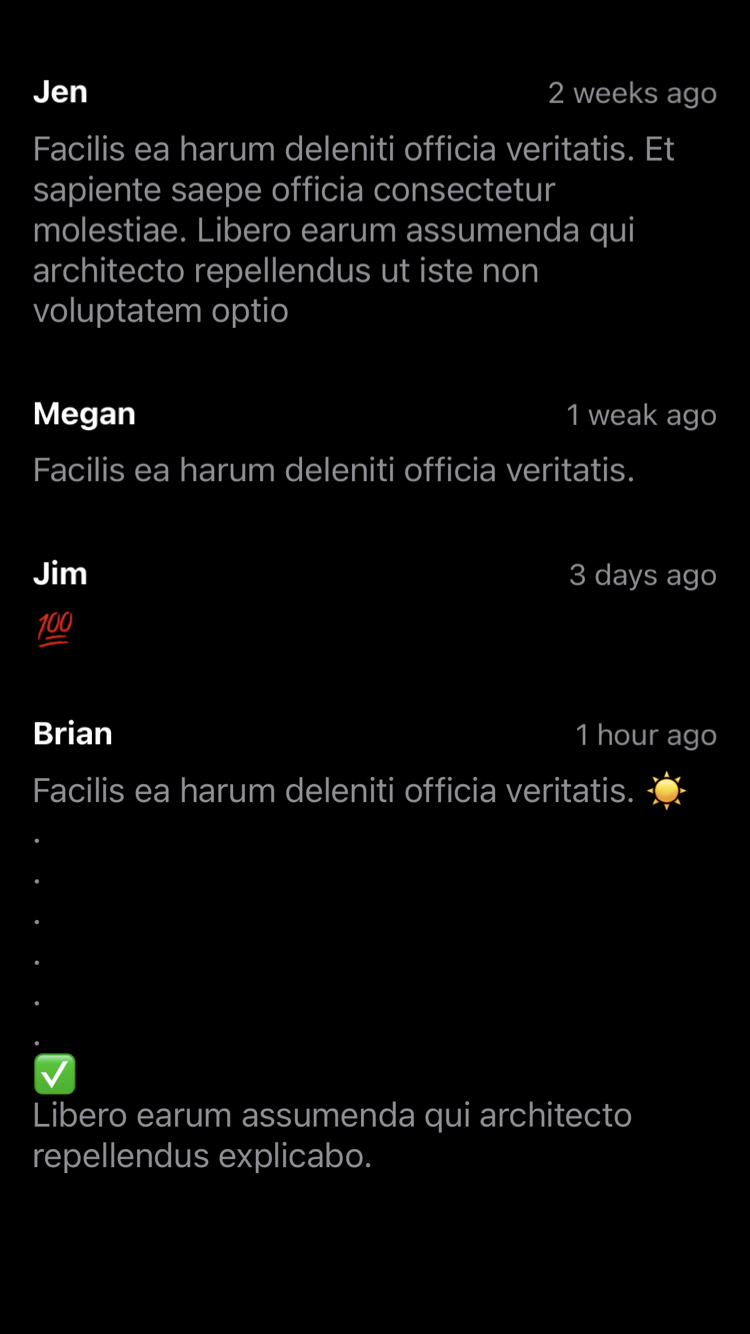 Jen 2 weeks ago
Facilis ea harum deleniti officia veritatis. Et
sapiente saepe officia consectetur
molestiae. Libero earum assumenda qui
architecto repellendus ut iste non
voluptatem optio
Megan 1 weak ago
Facilis ea harum deleniti officia veritatis.
Jim 3 days ago
💯
Brian 1 hour ago
Facilis ea harum deleniti officia veritatis. ☀️
.
.
.
.
.
.
✅
Libero earum assumenda qui architecto
repellendus explicabo.